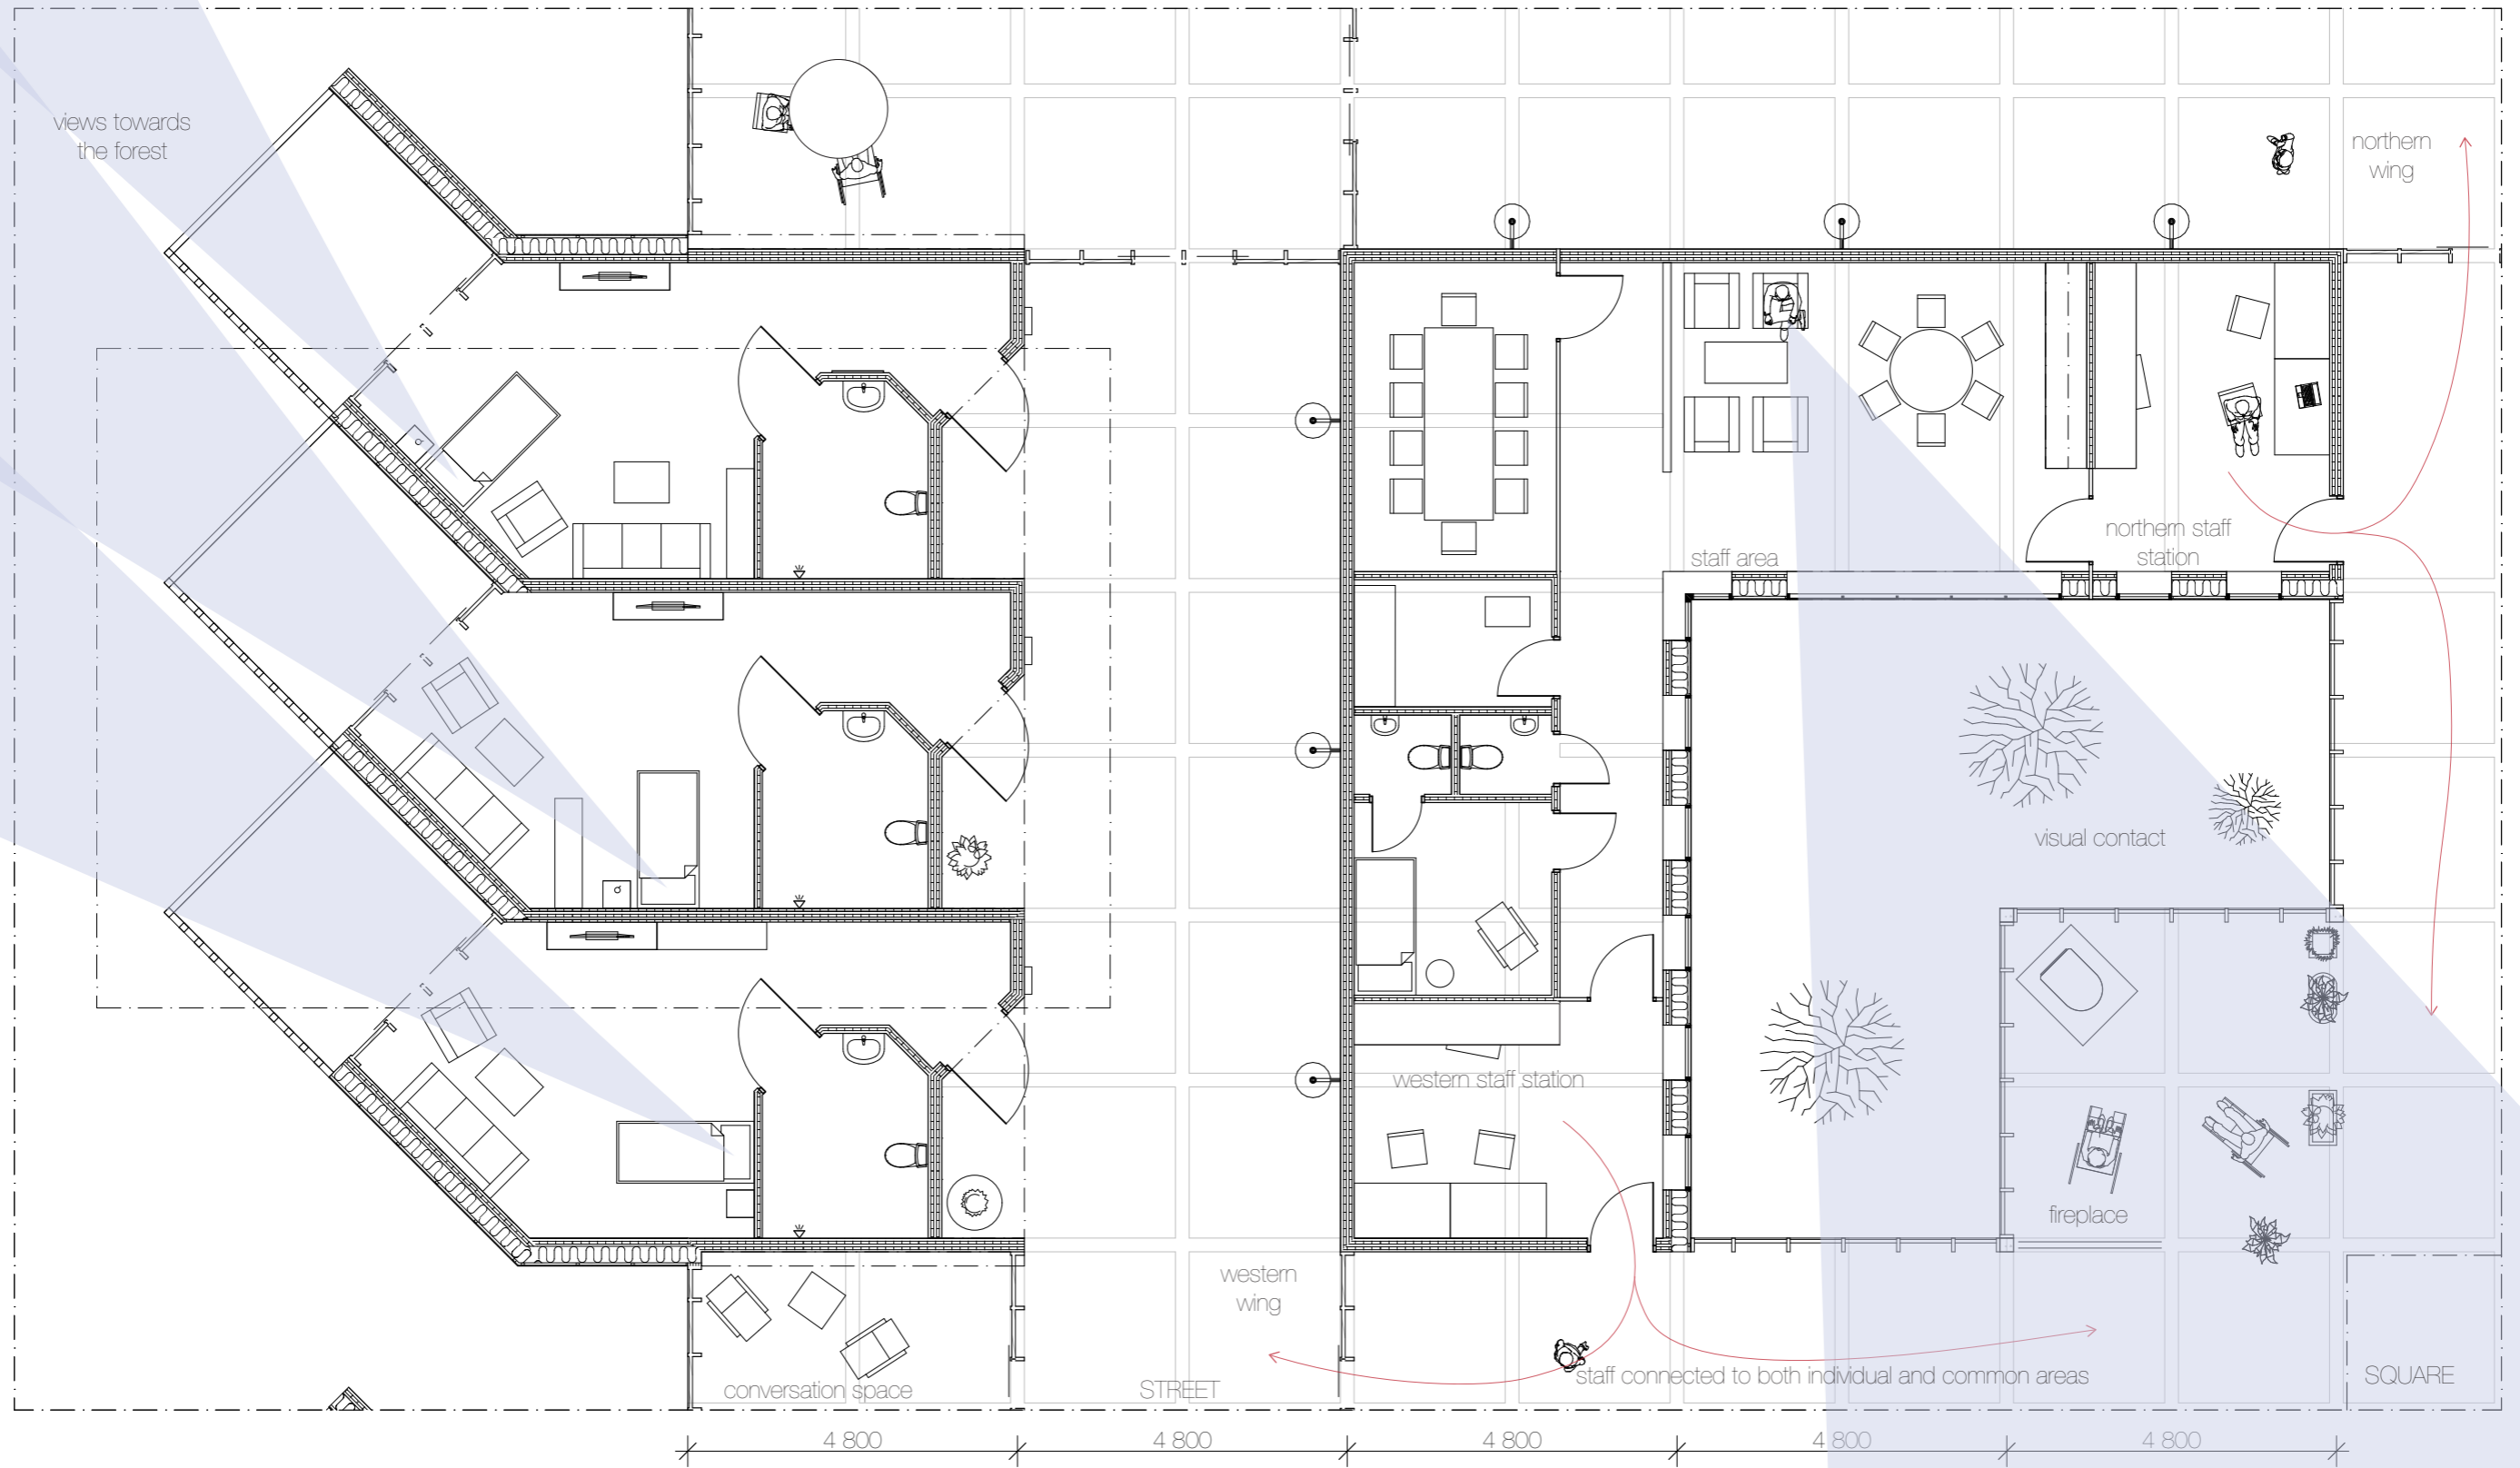 views towards
the forest
northern
wing
staff area
northern staff
station
visual contact
western staff station
fireplace
western
wing
conversation space
STREET
staff connected to both individual and common areas
SQUARE
4 800
4 800
4 800
4 800
4 800